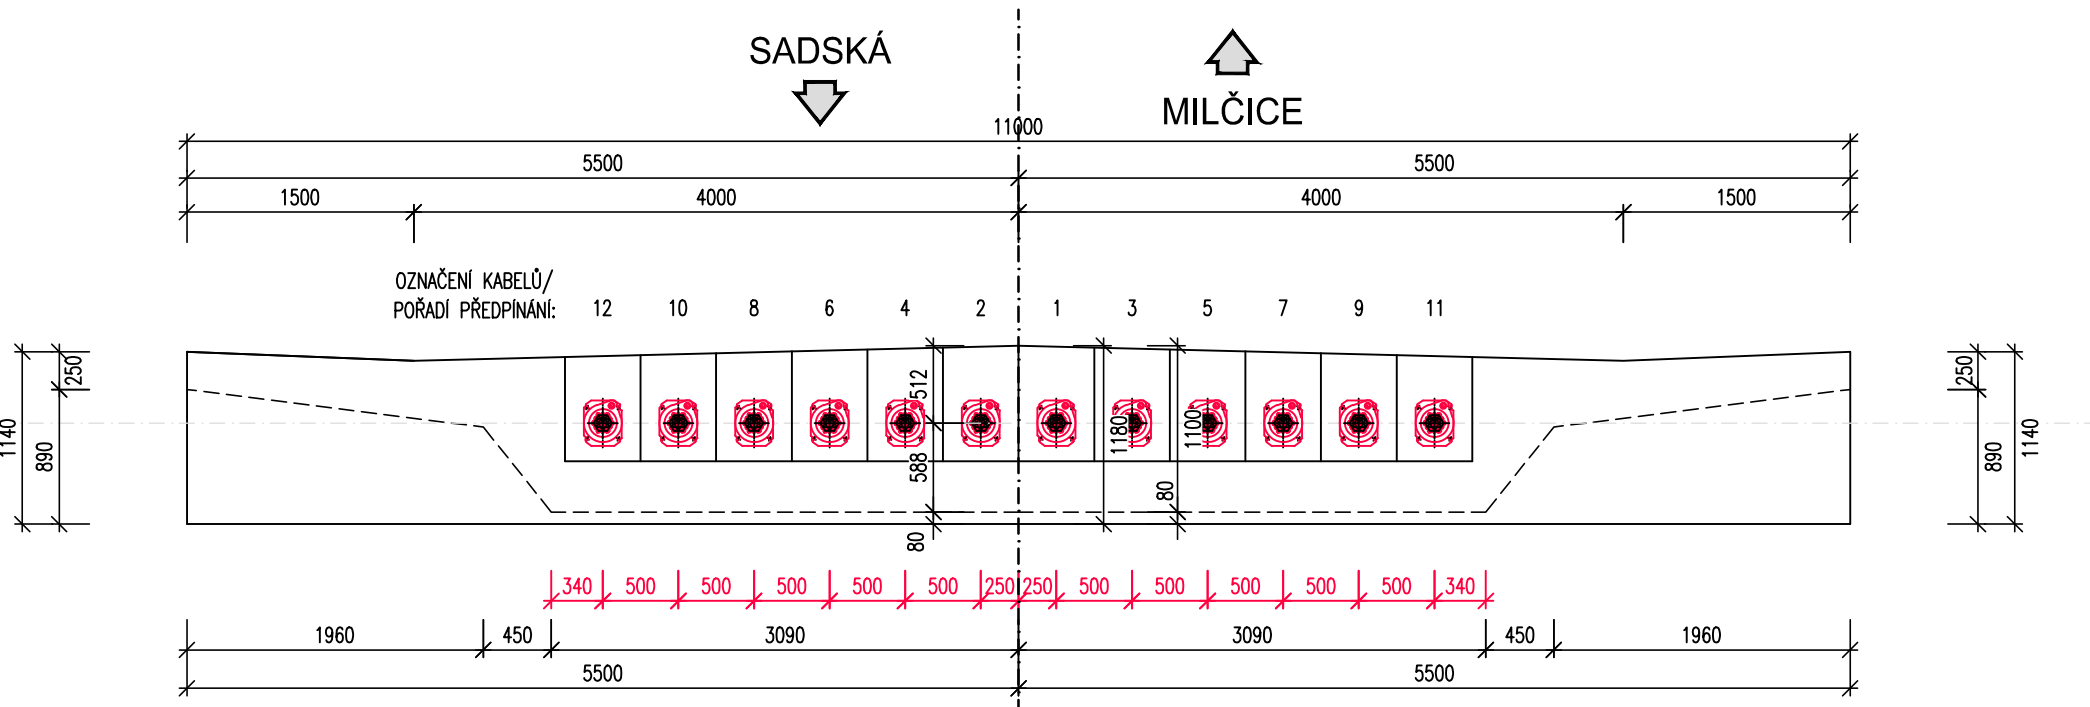 SADSKÁ
MILČICE
11000
5500 5500
1500 4000 4000 1500
OZNAČENÍ KABELŮ/
POŘADÍ PŘEDPÍNÁNÍ: 12 10 8 6 4 2 1 3 5 7 9 11
1140 890 250 512 588 80 1180 1100 80 250 890 1140
340 500 500 500 500 500 250 250 500 500 500 500 500 340
1960 450 3090 3090 450 1960
5500 5500